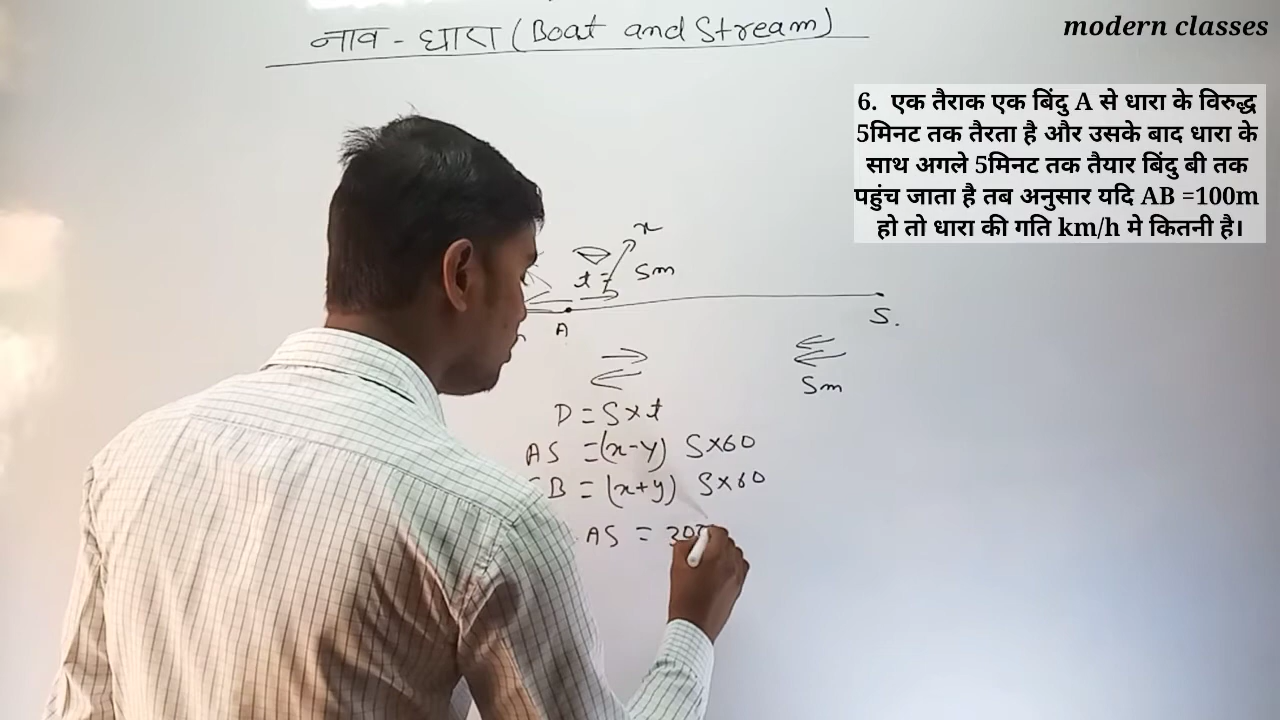 नाव - धारा (Boat and Stream)
modern classes
6. एक तैराक एक बिंदु A से धारा के विरुद्ध
5मिनट तक तैरता है और उसके बाद धारा के
साथ अगले 5मिनट तक तैयार बिंदु बी तक
पहुंच जाता है तब अनुसार यदि AB =100m
हो तो धारा की गति km/h मे कितनी है।
x
t = 5m
A
S.
5m
D = S × t
AS = (x-y) 5×60
B = (x+y) 5×60
AS = 30